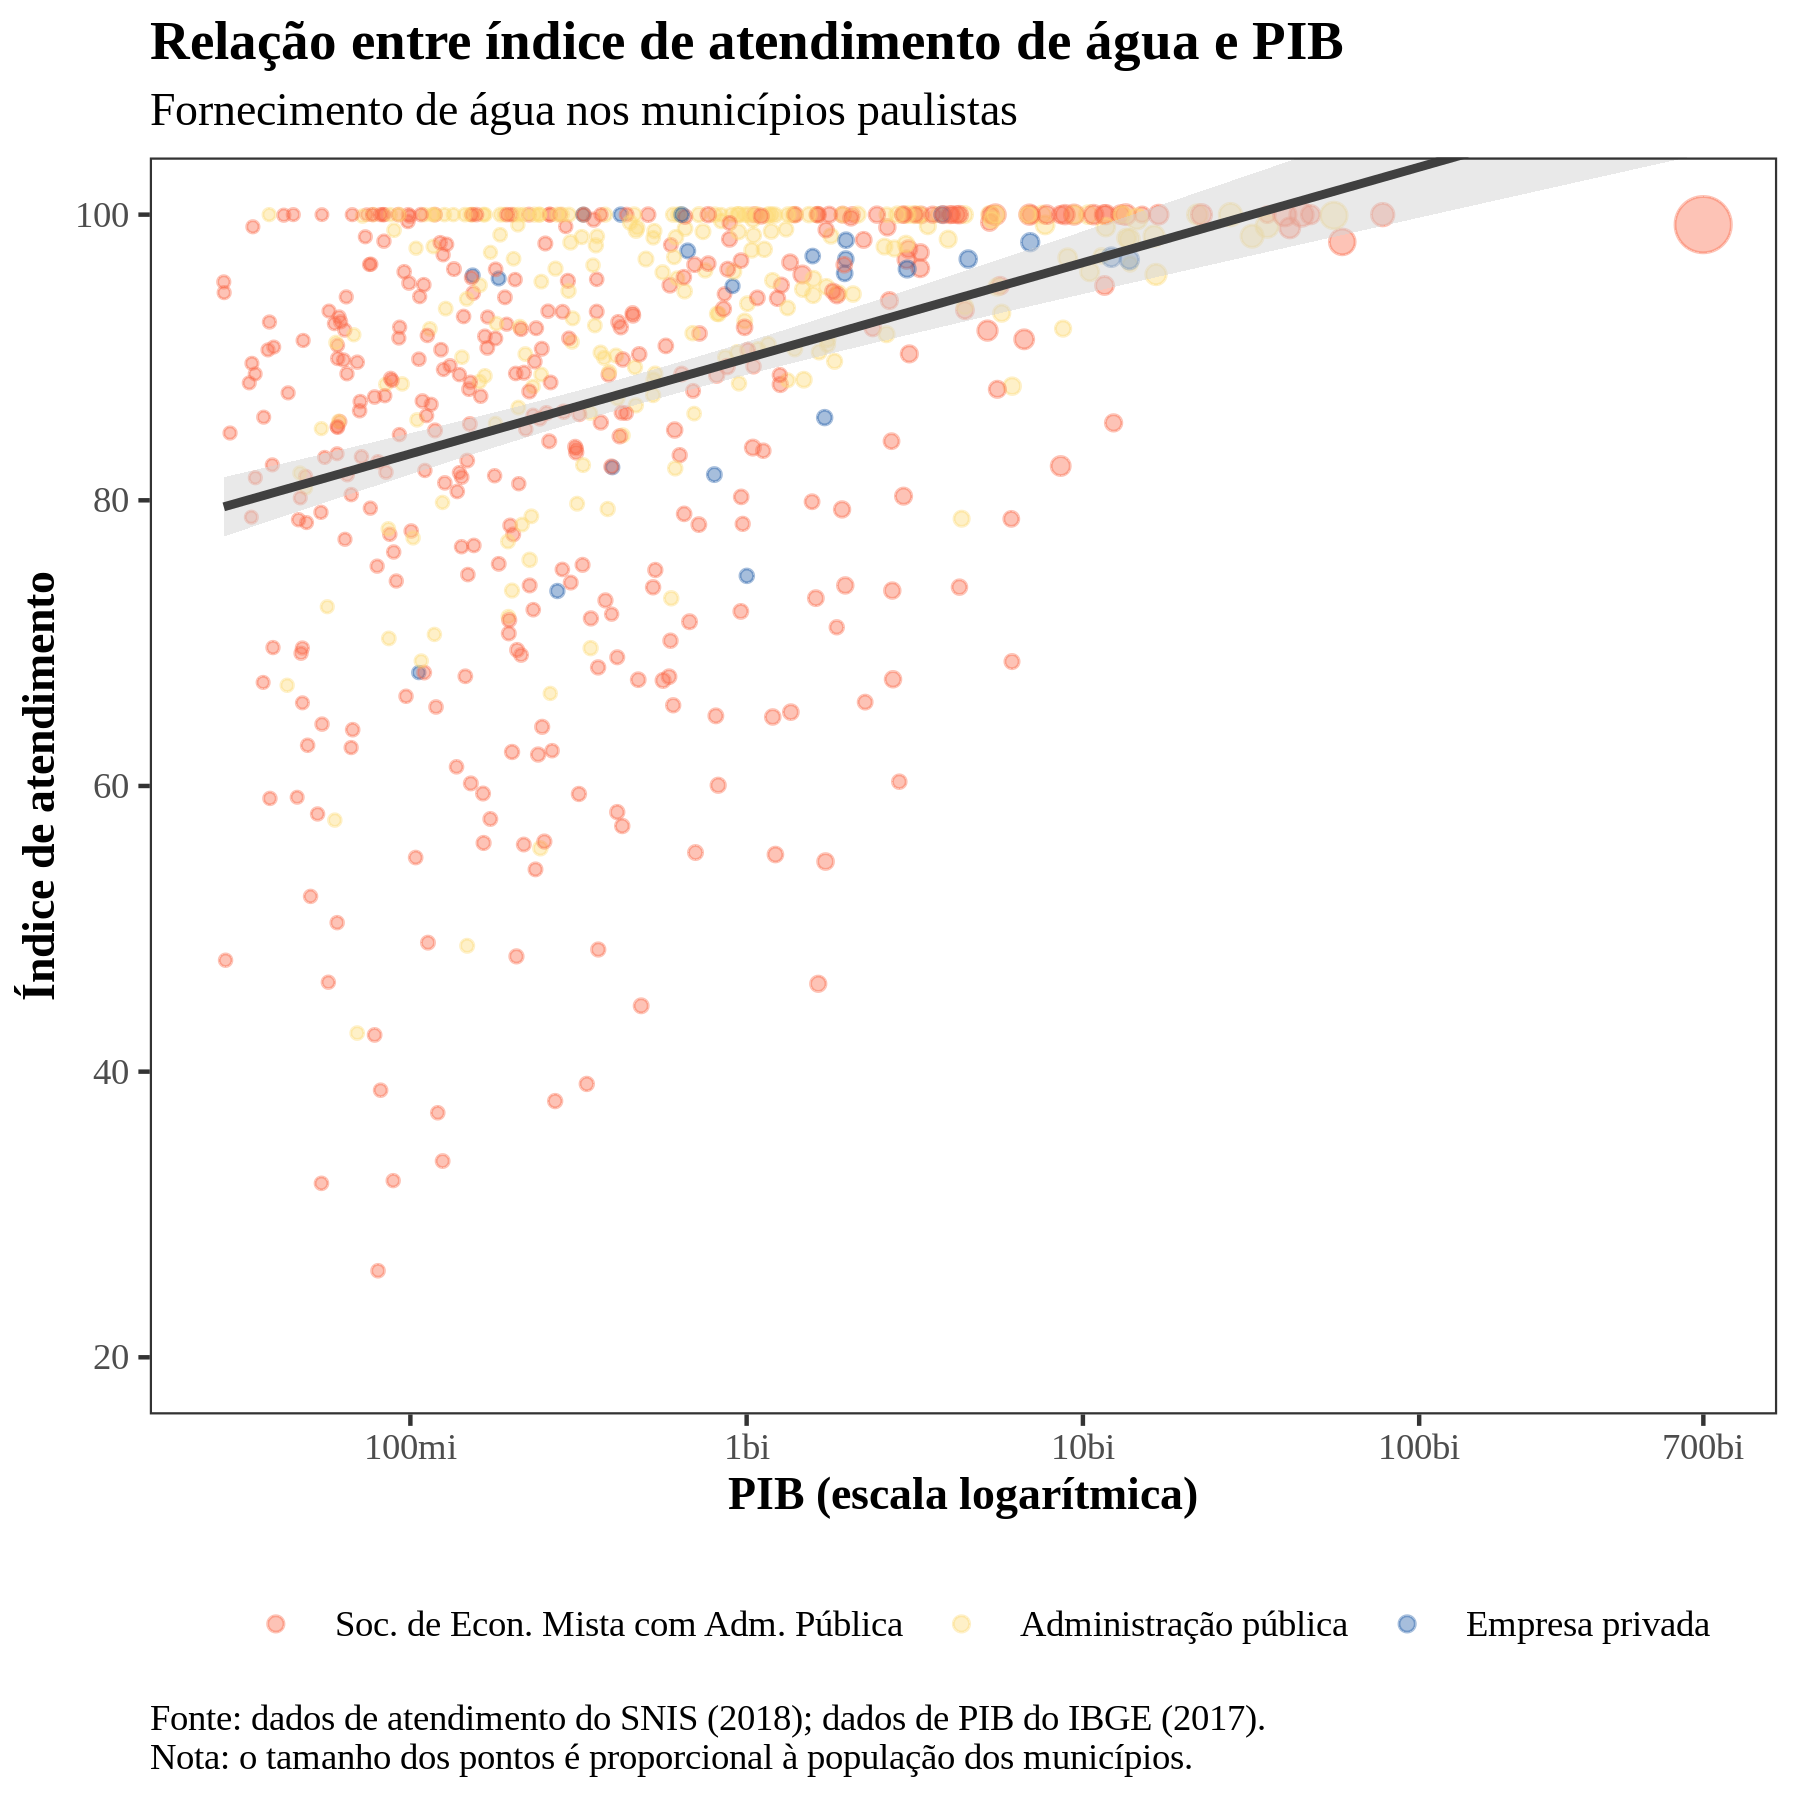 Relação entre índice de atendimento de água e PIB
Fornecimento de água nos municípios paulistas
Índice de atendimento
100
80
60
40
20
100mi 1bi 10bi 100bi 700bi
PIB (escala logarítmica)
Soc. de Econ. Mista com Adm. Pública Administração pública Empresa privada
Fonte: dados de atendimento do SNIS (2018); dados de PIB do IBGE (2017).
Nota: o tamanho dos pontos é proporcional à população dos municípios.